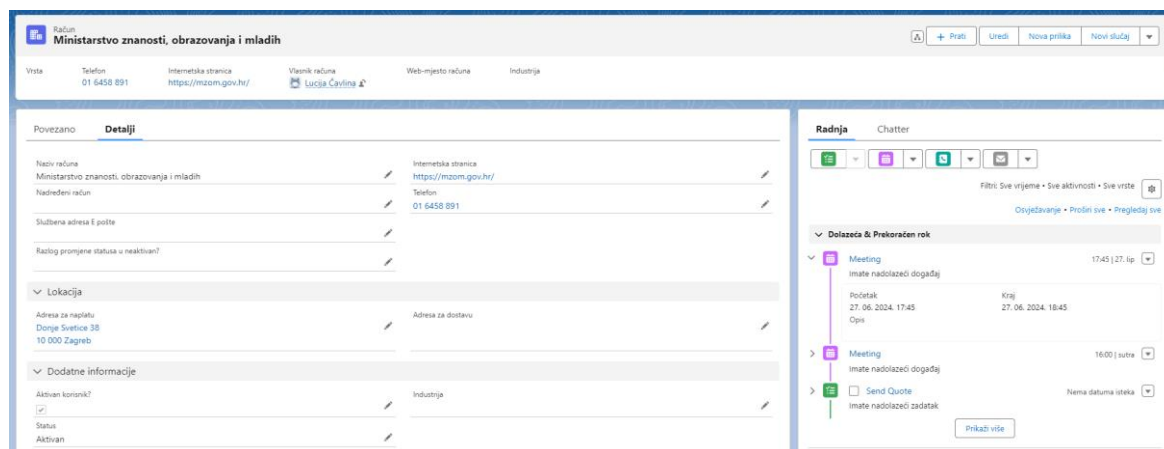 Račun
Ministarstvo znanosti, obrazovanja i mladih
+ Prati
Uredi
Nova prilika
Novi slučaj
Vrsta
Telefon
01 6458 891
Internetska stranica
https://mzom.gov.hr/
Vlasnik računa
Lucija Čavlina
Web-mjesto računa
Industrija
Povezano
Detalji
Naziv računa
Ministarstvo znanosti, obrazovanja i mladih
Internetska stranica
https://mzom.gov.hr/
Nadređeni račun
Telefon
01 6458 891
Službena adresa E pošte
Razlog promjene statusa u neaktivan?
Lokacija
Adresa za naplatu
Donje Svetice 38
10 000 Zagreb
Adresa za dostavu
Dodatne informacije
Aktivan korisnik?
Industrija
Status
Aktivan
Radnja
Chatter
Filtri: Sve vrijeme • Sve aktivnosti • Sve vrste
Osvježavanje • Proširi sve • Pregledaj sve
Dolazeća & Prekoračen rok
Meeting
17:45 | 27. lip
Imate nadolazeći događaj
Početak
27. 06. 2024. 17:45
Kraj
27. 06. 2024. 18:45
Opis
Meeting
16:00 | sutra
Imate nadolazeći događaj
Send Quote
Nema datuma isteka
Imate nadolazeći zadatak
Prikaži više